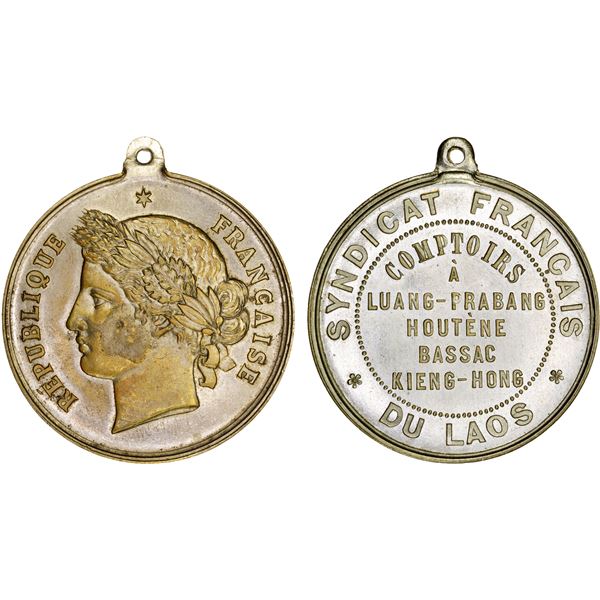 RÉPUBLIQUE FRANÇAISE
SYNDICAT FRANÇAIS
COMPTOIRS
À
LUANG-PRABANG
HOUTÈNE
BASSAC
KIENG-HONG
DU LAOS